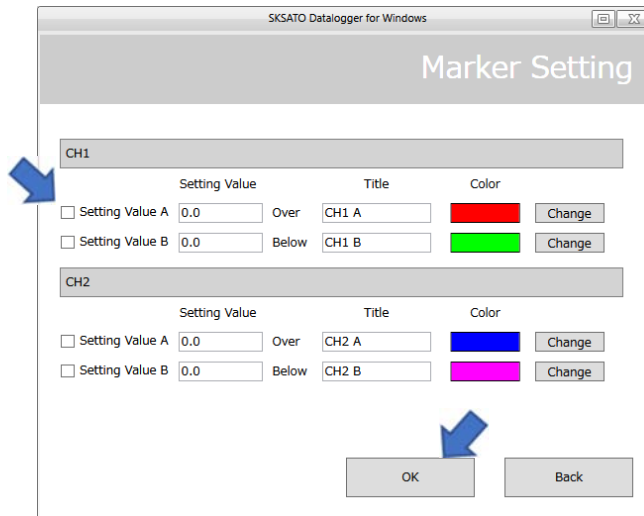 SKSATO Datalogger for Windows
Marker Setting
CH1
Setting Value Title Color
Setting Value A 0.0 Over CH1 A Change
Setting Value B 0.0 Below CH1 B Change
CH2
Setting Value Title Color
Setting Value A 0.0 Over CH2 A Change
Setting Value B 0.0 Below CH2 B Change
OK Back